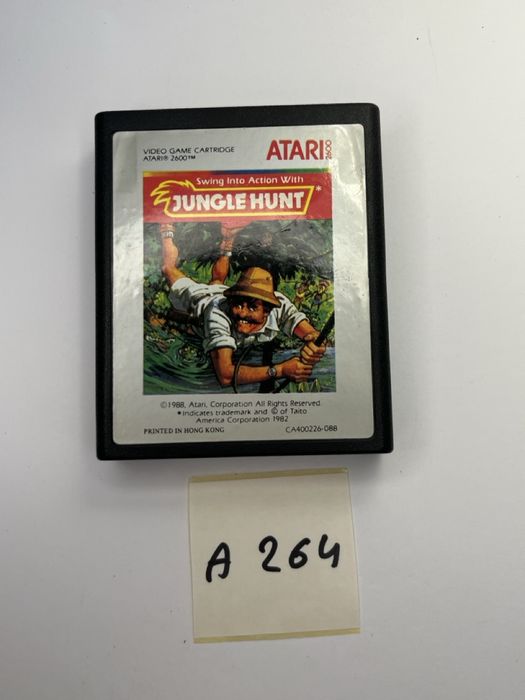 VIDEO GAME CARTRIDGE
ATARI® 2600™
ATARI 2600
Swing Into Action With
JUNGLE HUNT*
©1988, Atari, Corporation All Rights Reserved.
*Indicates trademark and © of Taito
America Corporation 1982
PRINTED IN HONG KONG CA400226-088
A 264